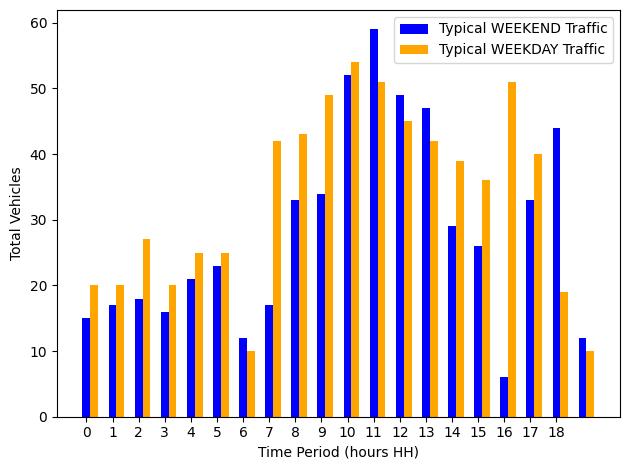 Typical WEEKEND Traffic
Typical WEEKDAY Traffic
60
50
40
30
20
10
0
Total Vehicles
0 1 2 3 4 5 6 7 8 9 10 11 12 13 14 15 16 17 18
Time Period (hours HH)